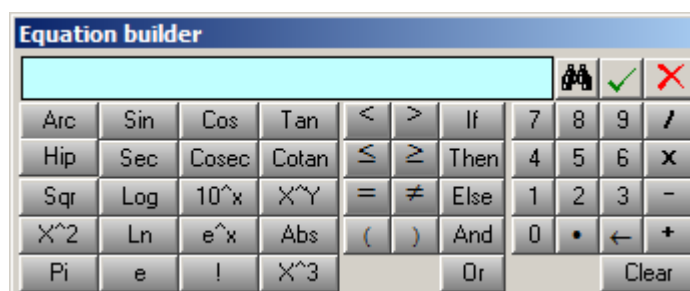 Equation builder
Arc Sin Cos Tan < > If 7 8 9 /
Hip Sec Cosec Cotan ≤ ≥ Then 4 5 6 x
Sqr Log 10^x X^Y = ≠ Else 1 2 3 -
X^2 Ln e^x Abs ( ) And 0 • ← +
Pi e ! X^3 Or Clear